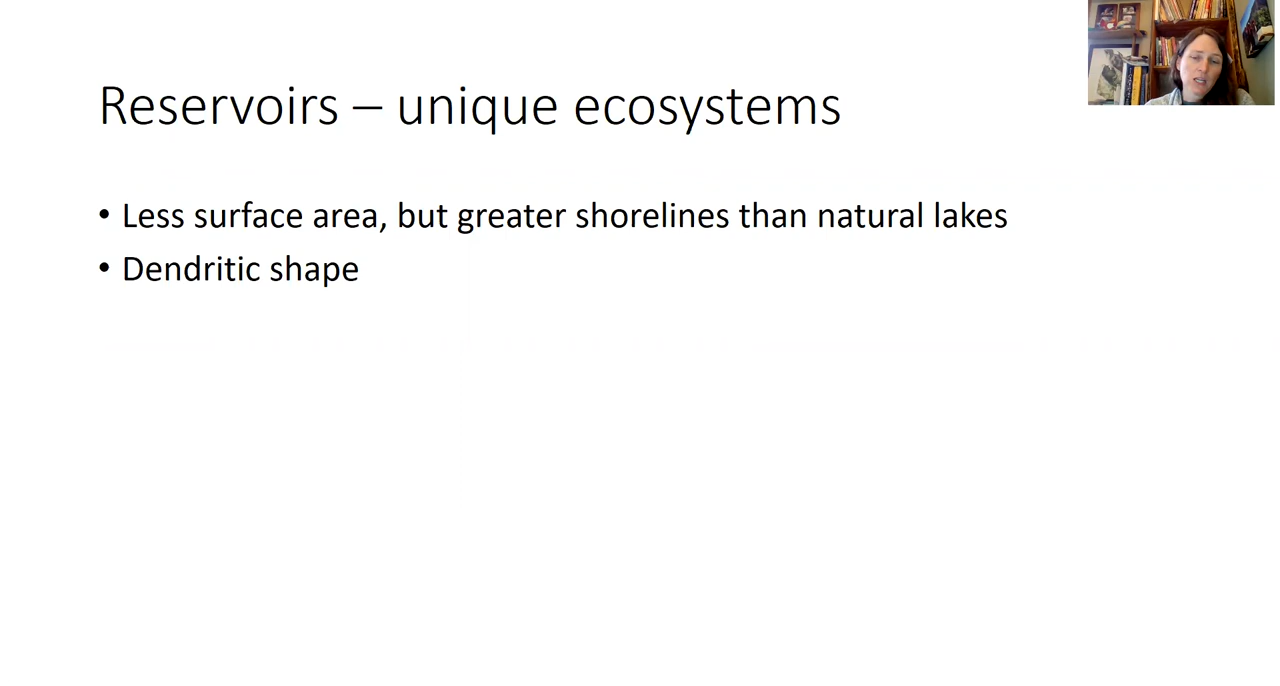 Reservoirs – unique ecosystems
• Less surface area, but greater shorelines than natural lakes
• Dendritic shape